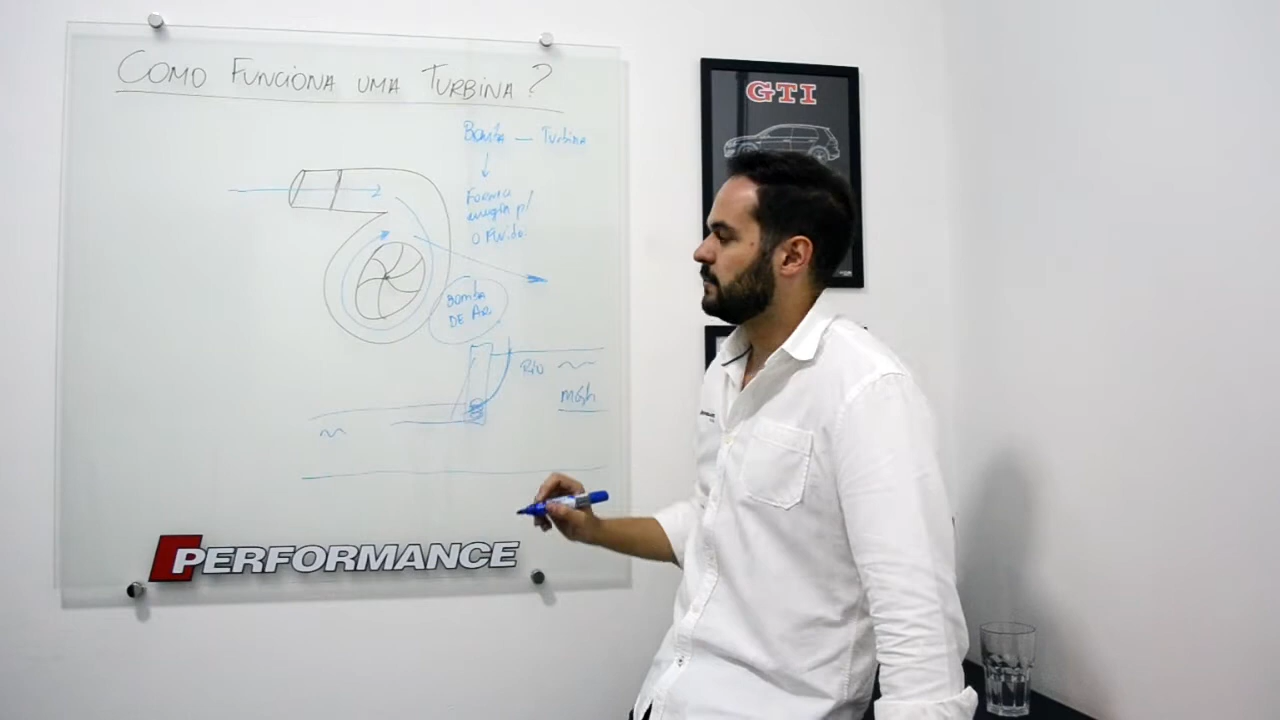 COMO FUNCIONA UMA TURBINA?
BOMBA — TURBINA
FORNECE
energia p/
O FLUIDO
BOMBA
DE AR
RIO
mgh
PERFORMANCE
GTI